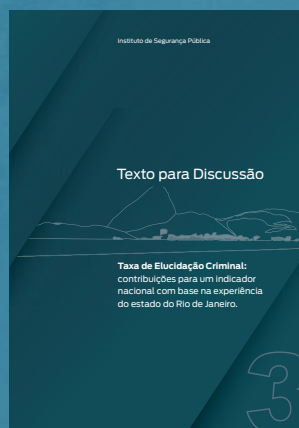 Instituto de Segurança Pública
Texto para Discussão
Taxa de Elucidação Criminal:
contribuições para um indicador
nacional com base na experiência
do estado do Rio de Janeiro.
3